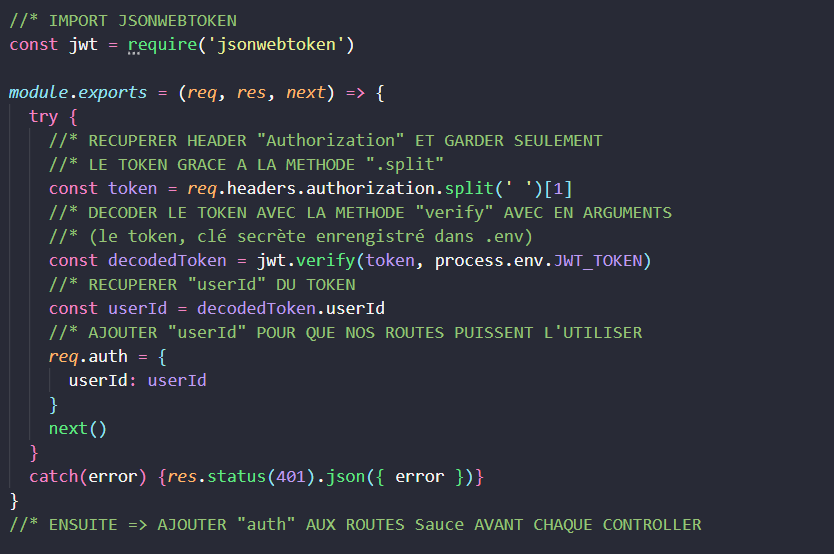 //* IMPORT JSONWEBTOKEN
const jwt = require('jsonwebtoken')

module.exports = (req, res, next) => {
  try {
    //* RECUPERER HEADER "Authorization" ET GARDER SEULEMENT
    //* LE TOKEN GRACE A LA METHODE ".split"
    const token = req.headers.authorization.split(' ')[1]
    //* DECODER LE TOKEN AVEC LA METHODE "verify" AVEC EN ARGUMENTS
    //* (le token, clé secrète enrengistré dans .env)
    const decodedToken = jwt.verify(token, process.env.JWT_TOKEN)
    //* RECUPERER "userId" DU TOKEN
    const userId = decodedToken.userId
    //* AJOUTER "userId" POUR QUE NOS ROUTES PUISSENT L'UTILISER
    req.auth = {
      userId: userId
    }
    next()
  }
  catch(error) {res.status(401).json({ error })}
}
//* ENSUITE => AJOUTER "auth" AUX ROUTES Sauce AVANT CHAQUE CONTROLLER